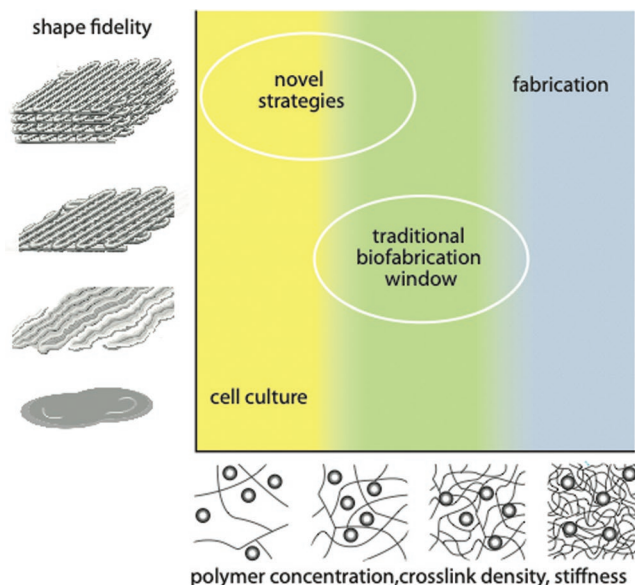 shape fidelity
novel
strategies
fabrication
traditional
biofabrication
window
cell culture
polymer concentration,crosslink density, stiffness